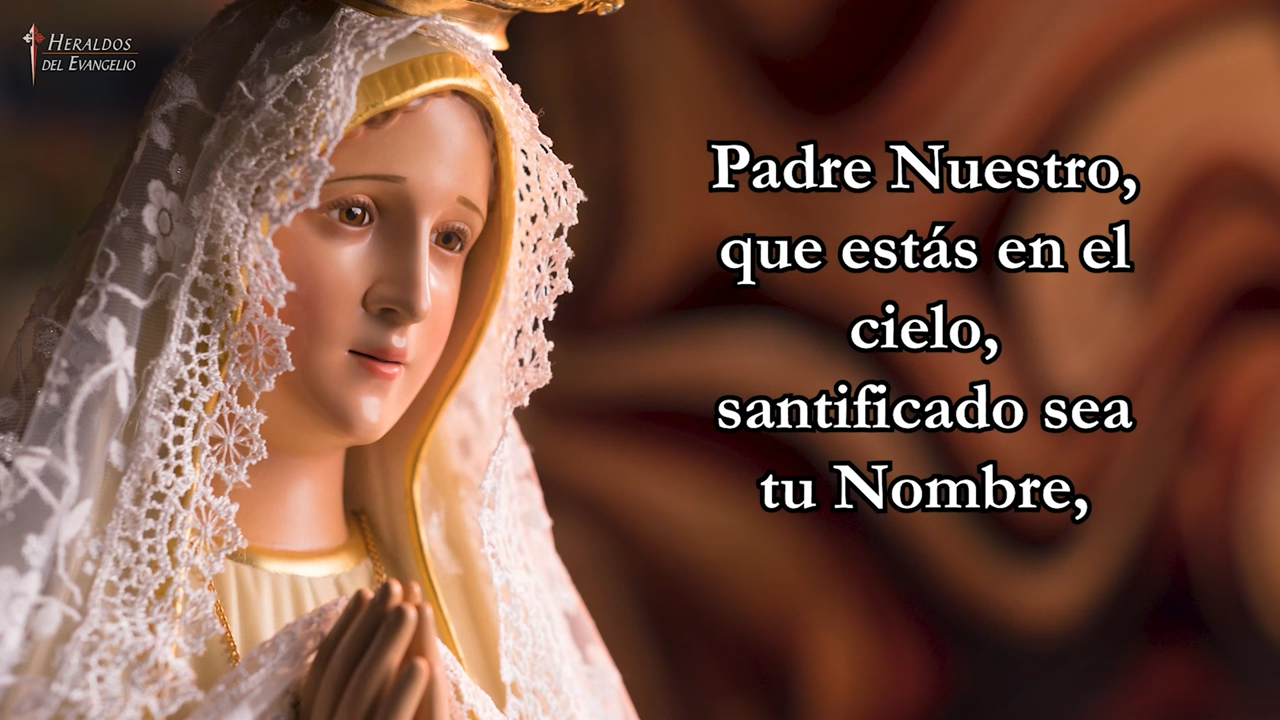 HERALDOS
DEL EVANGELIO
Padre Nuestro,
que estás en el
cielo,
santificado sea
tu Nombre,